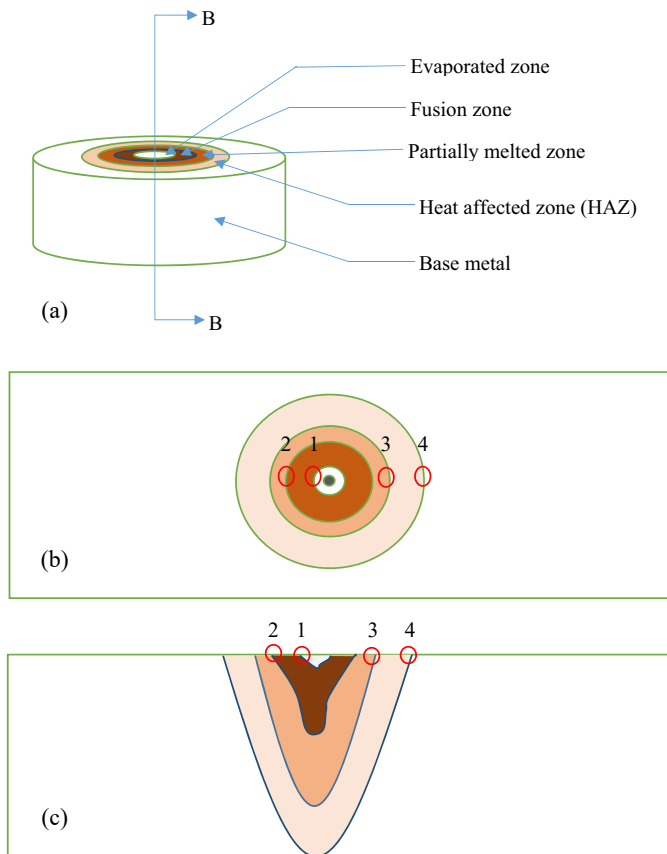 B
Evaporated zone
Fusion zone
Partially melted zone
Heat affected zone (HAZ)
Base metal
(a)
B
2 1 3 4
(b)
2 1 3 4
(c)